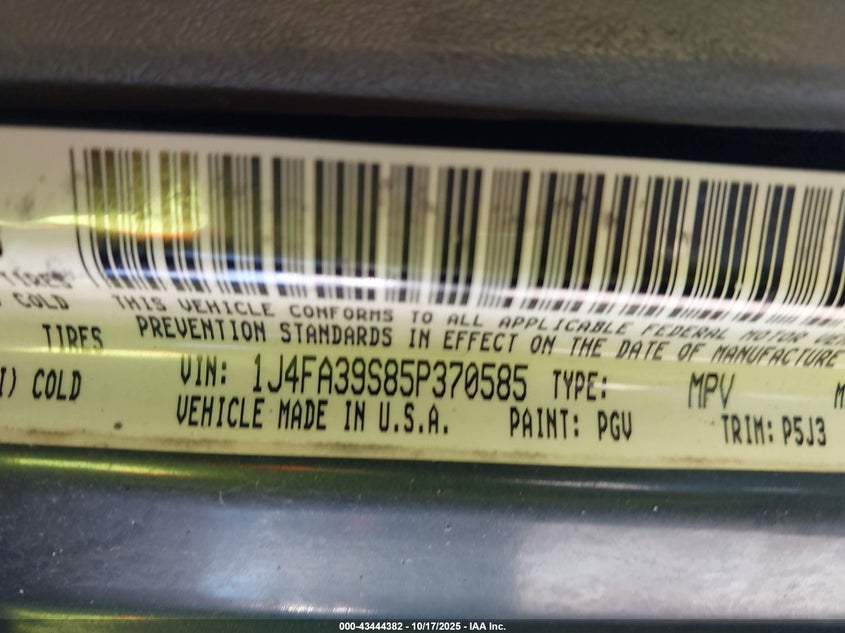 TIRES
COLD
THIS VEHICLE CONFORMS TO ALL APPLICABLE FEDERAL MOTOR
TIRES PREVENTION STANDARDS IN EFFECT ON THE DATE OF MANUFACTURE
) COLD VIN: 1J4FA39S85P370585 TYPE: MPV
VEHICLE MADE IN U.S.A. PAINT: PGV TRIM: P5J3
000-43444382 - 10/17/2025 - IAA Inc.